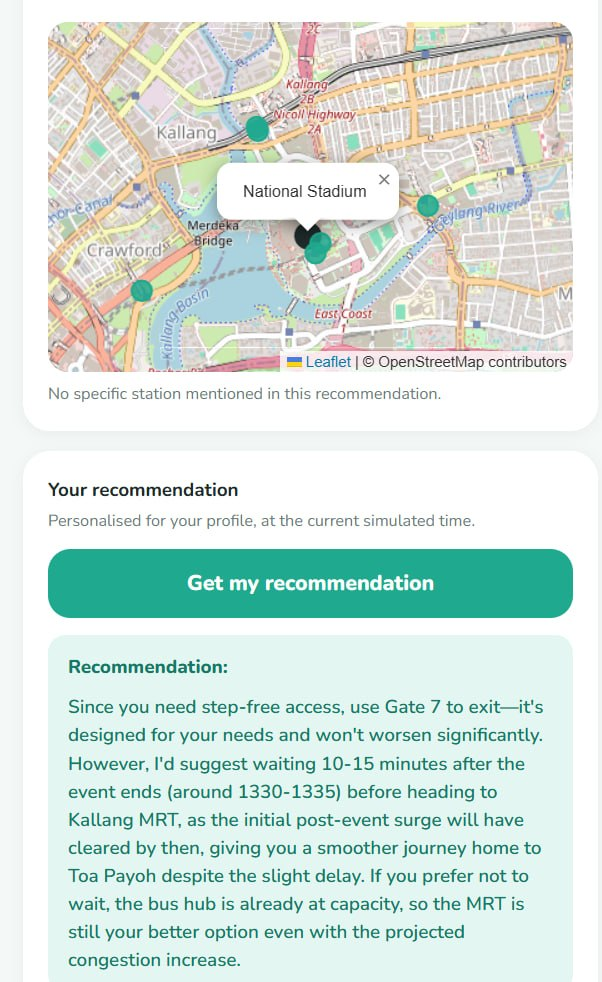 Kallang
2C
Kallang
2B
Nicoll Highway
2A
Kallang
National Stadium
×
Merdeka
Bridge
Geylang River
Crawford
Kallang Basin
East Coast
1
M
Leaflet | © OpenStreetMap contributors
No specific station mentioned in this recommendation.
Your recommendation
Personalised for your profile, at the current simulated time.
Get my recommendation
Recommendation:
Since you need step-free access, use Gate 7 to exit—it's
designed for your needs and won't worsen significantly.
However, I'd suggest waiting 10-15 minutes after the
event ends (around 1330-1335) before heading to
Kallang MRT, as the initial post-event surge will have
cleared by then, giving you a smoother journey home to
Toa Payoh despite the slight delay. If you prefer not to
wait, the bus hub is already at capacity, so the MRT is
still your better option even with the projected
congestion increase.